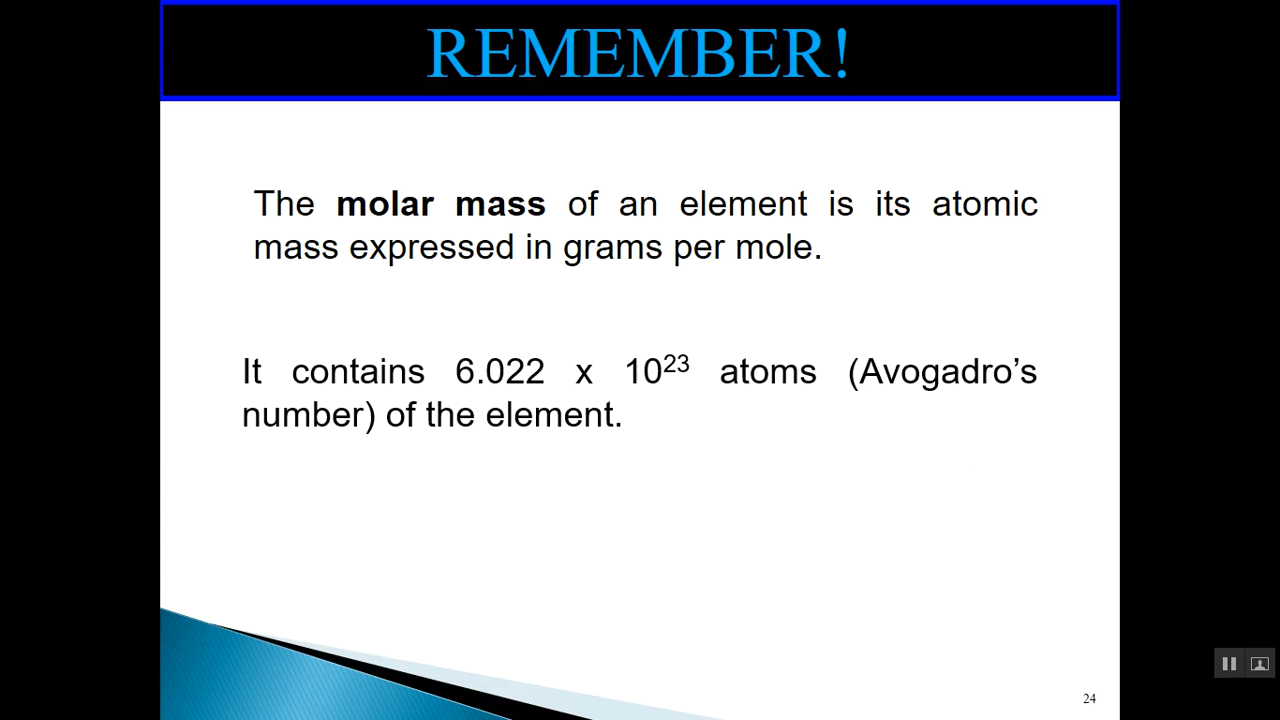 REMEMBER!
The molar mass of an element is its atomic
mass expressed in grams per mole.
It contains 6.022 x 10²³ atoms (Avogadro’s
number) of the element.
24